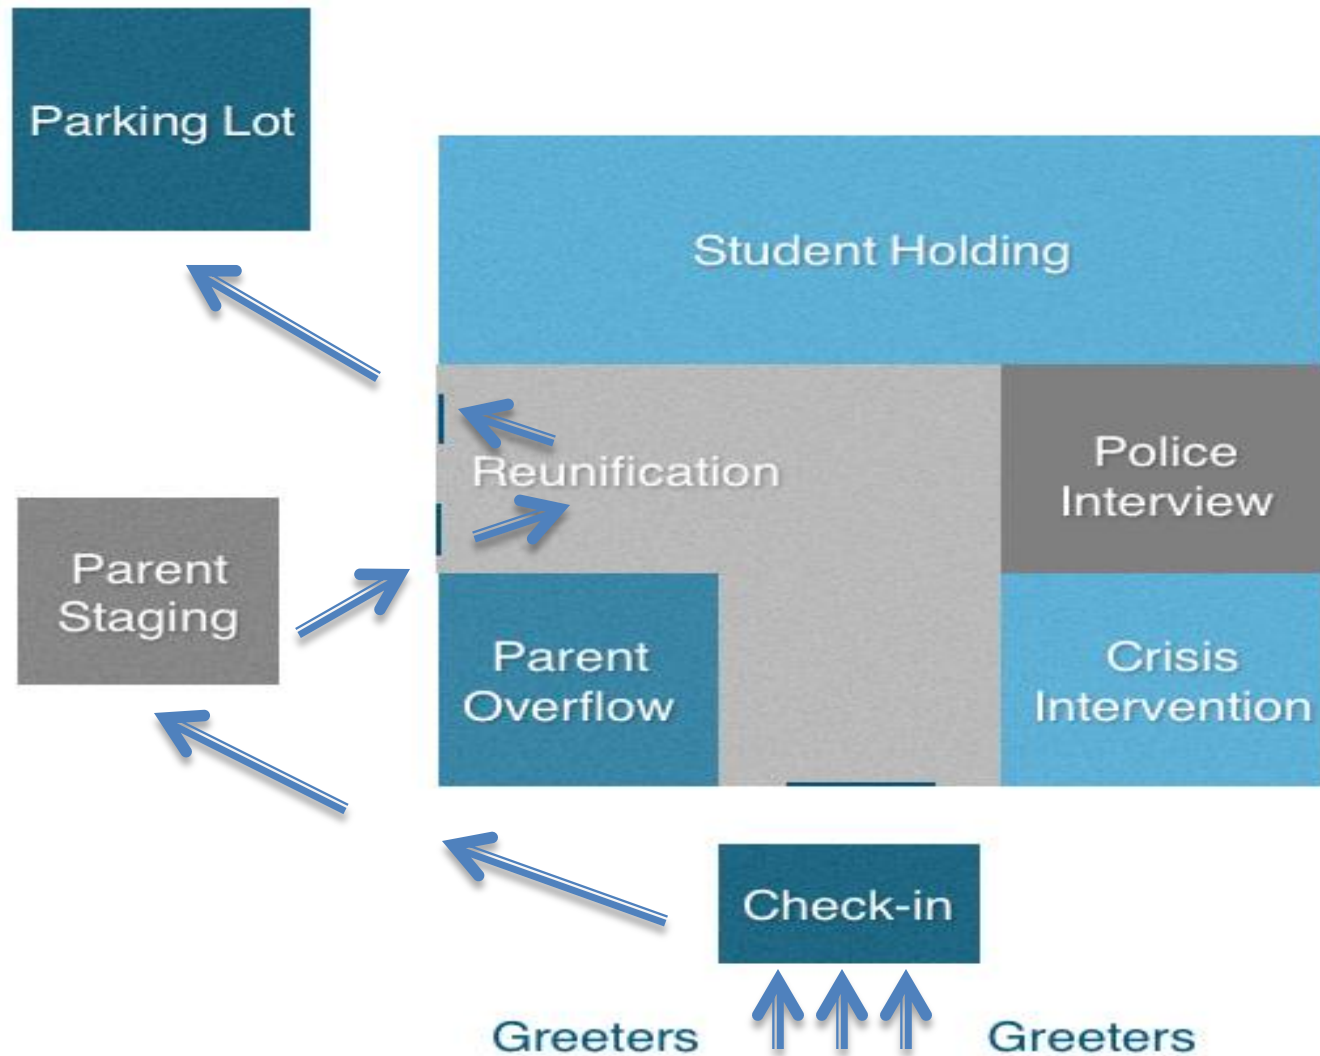 Parking Lot
Student Holding
Reunification
Police
Interview
Parent
Staging
Parent
Overflow
Crisis
Intervention
Check-in
Greeters
Greeters